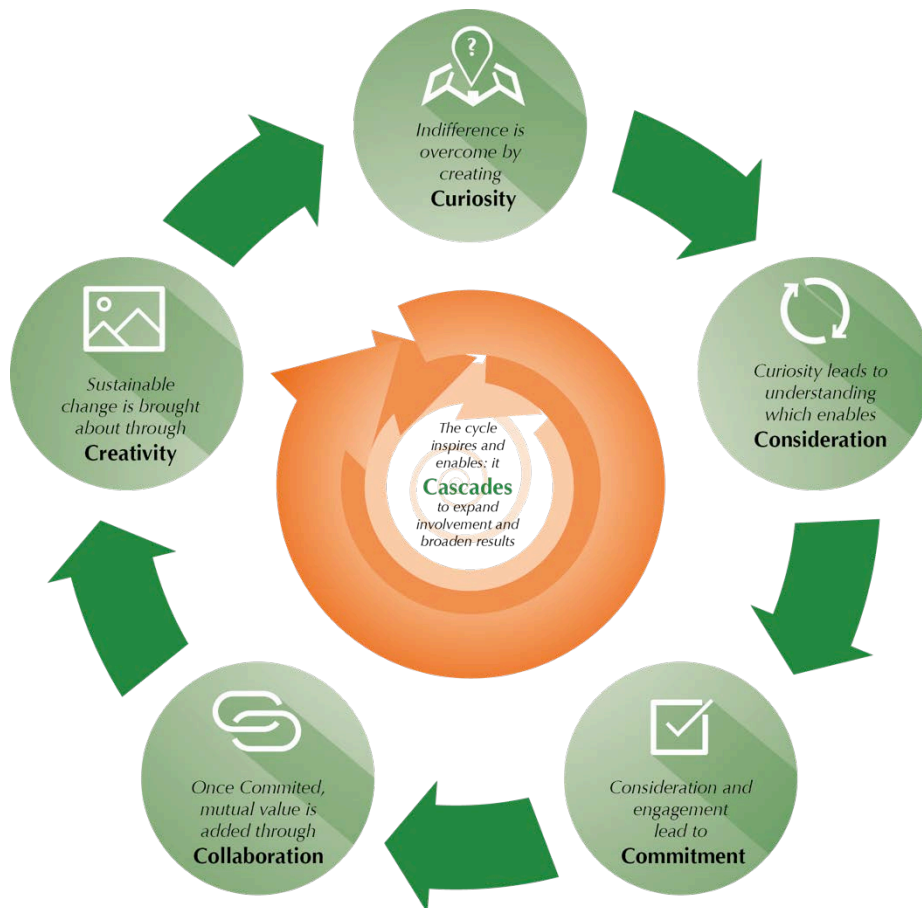 ?
Indifference is
overcome by
creating
Curiosity
Curiosity leads to
understanding
which enables
Consideration
Consideration and
engagement
lead to
Commitment
Once Commited,
mutual value is
added through
Collaboration
Sustainable
change is brought
about through
Creativity
The cycle
inspires and
enables: it
Cascades
to expand
involvement and
broaden results